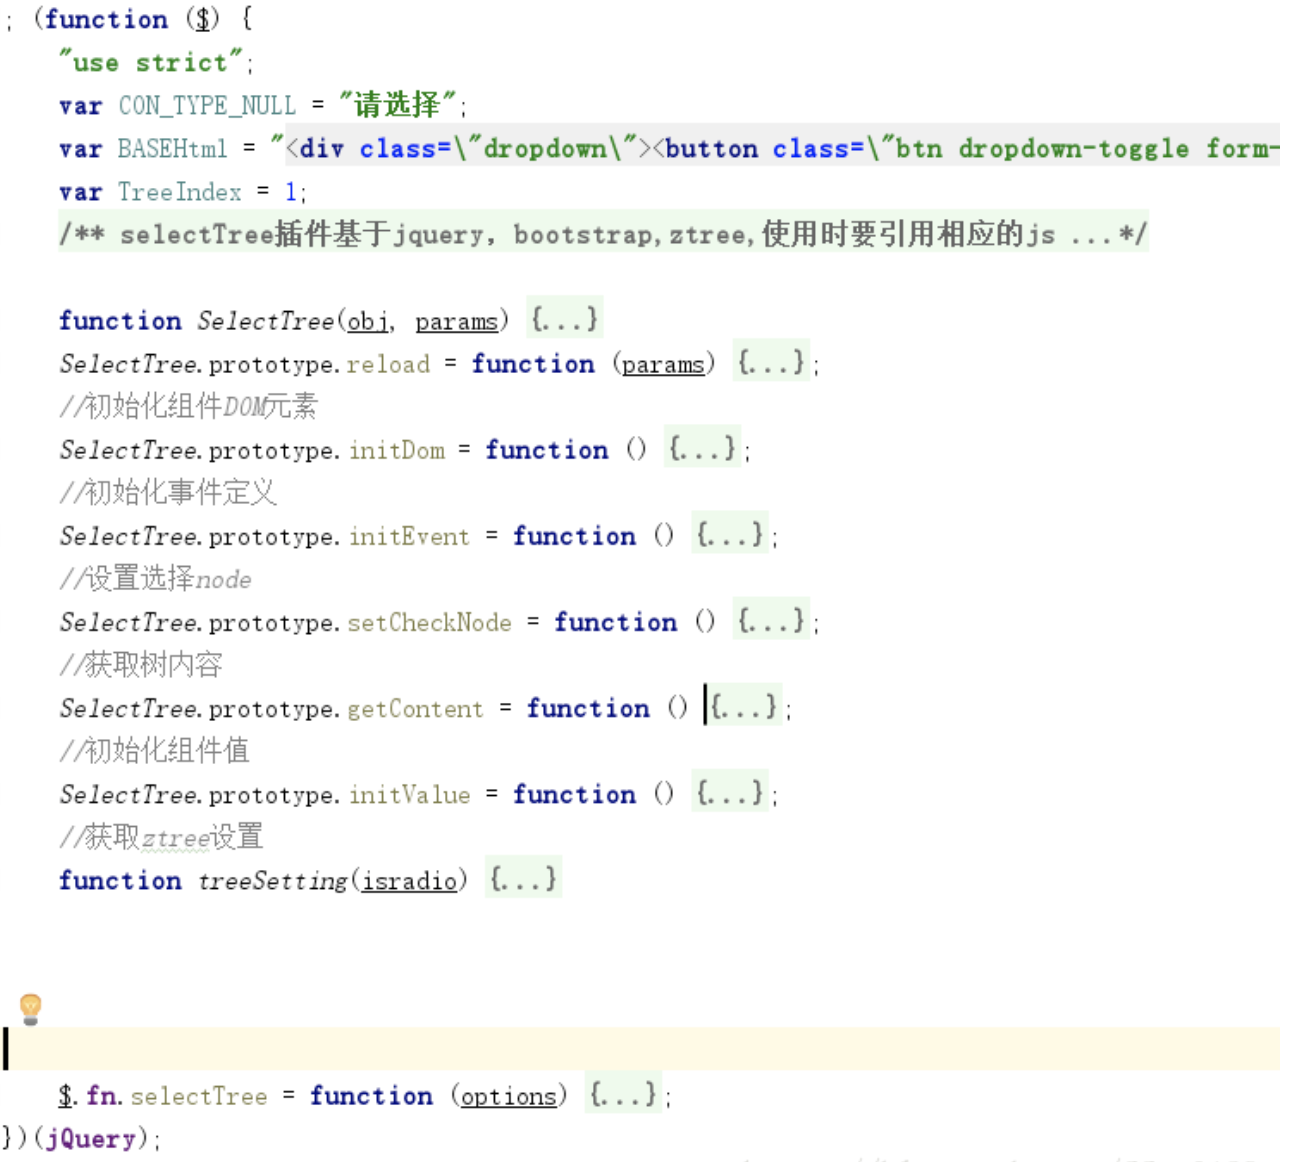 ; (function ($) {
"use strict";
var CON_TYPE_NULL = "请选择";
var BASEHtml = "<div class=\"dropdown\"><button class=\"btn dropdown-toggle form-
var TreeIndex = 1;
/** selectTree插件基于jquery, bootstrap,ztree,使用时要引用相应的js ...*/
function SelectTree(obj, params) {...}
SelectTree.prototype.reload = function (params) {...};
//初始化组件DOM元素
SelectTree.prototype.initDom = function () {...};
//初始化事件定义
SelectTree.prototype.initEvent = function () {...};
//设置选择node
SelectTree.prototype.setCheckNode = function () {...};
//获取树内容
SelectTree.prototype.getContent = function () {...};
//初始化组件值
SelectTree.prototype.initValue = function () {...};
//获取ztree设置
function treeSetting(isradio) {...}
$.fn.selectTree = function (options) {...};
})(jQuery);